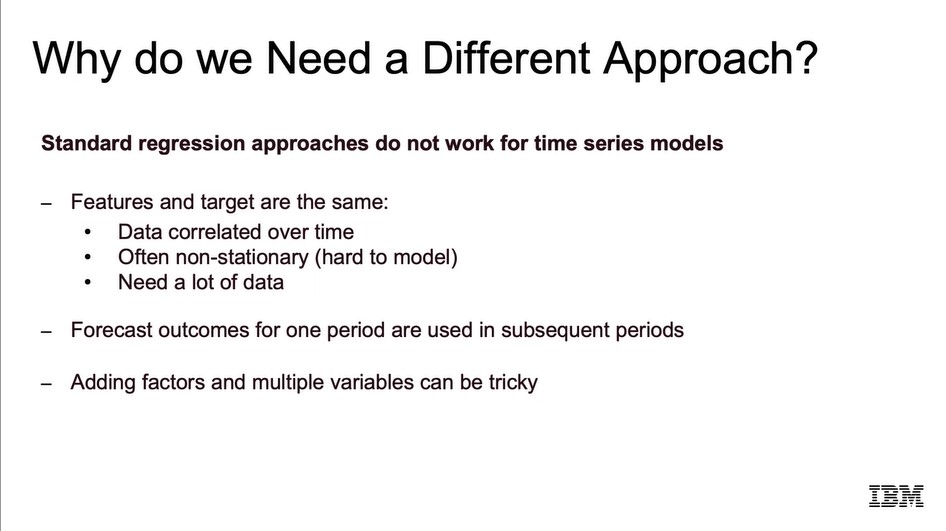 Why do we Need a Different Approach?
Standard regression approaches do not work for time series models
– Features and target are the same:
• Data correlated over time
• Often non-stationary (hard to model)
• Need a lot of data
– Forecast outcomes for one period are used in subsequent periods
– Adding factors and multiple variables can be tricky
IBM